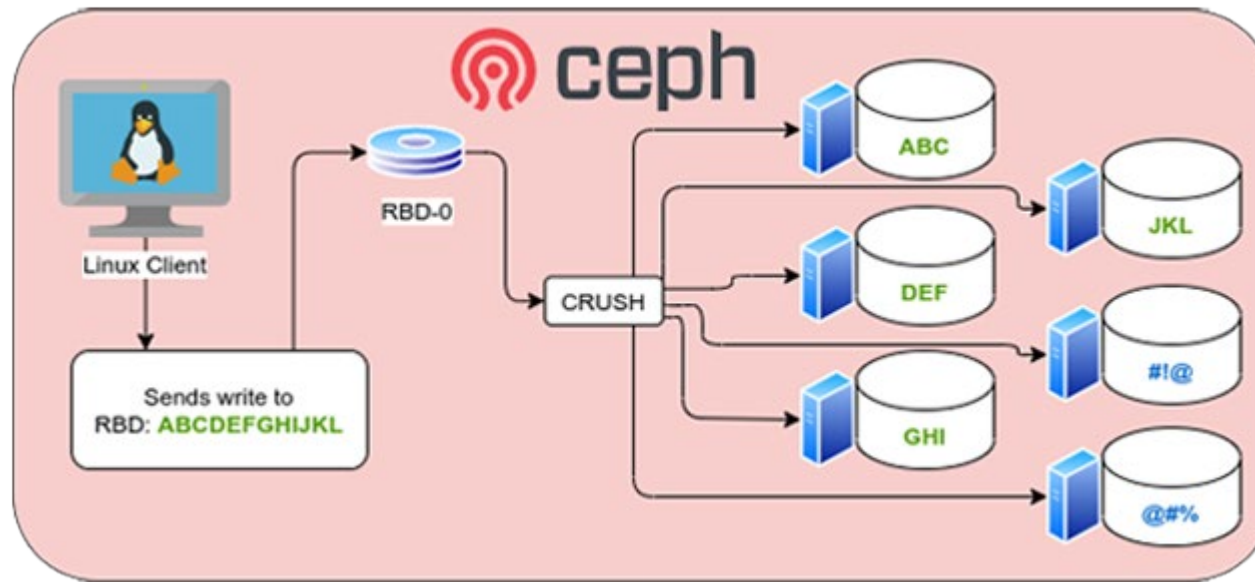 ceph
Linux Client
Sends write to
RBD: ABCDEFGHIJKL
RBD-0
CRUSH
ABC
JKL
DEF
#!@
GHI
@#%